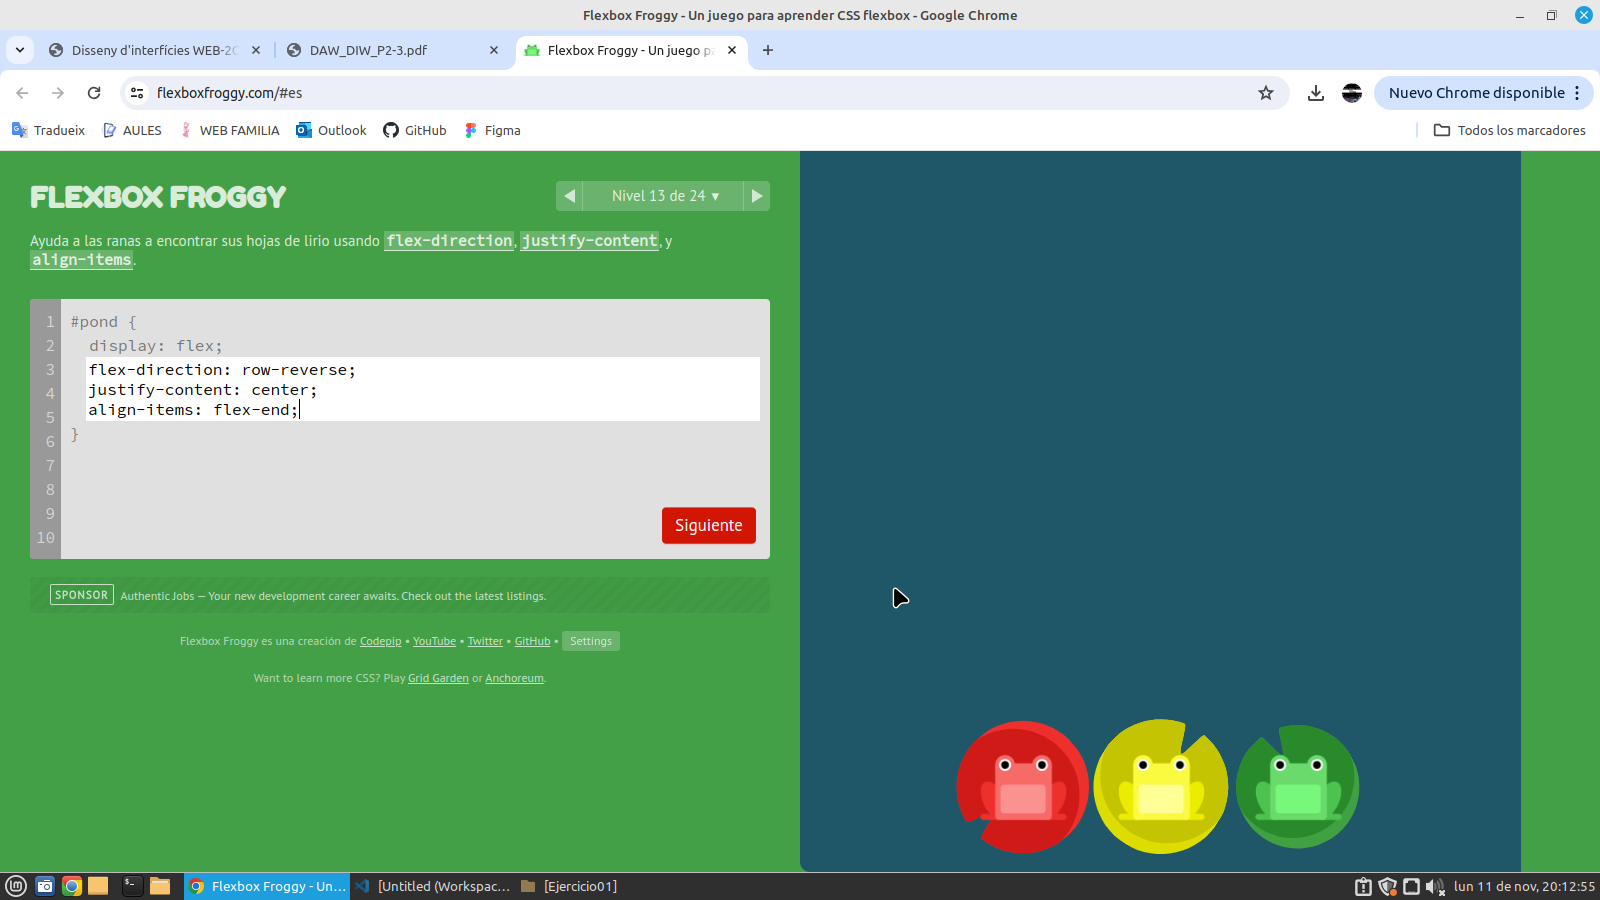 Flexbox Froggy - Un juego para aprender CSS flexbox - Google Chrome
Disseny d'interfícies WEB-2
DAW_DIW_P2-3.pdf
Flexbox Froggy - Un juego p
flexboxfroggy.com/#es
Nuevo Chrome disponible
Tradueix
AULES
WEB FAMILIA
Outlook
GitHub
Figma
Todos los marcadores
FLEXBOX FROGGY
Nivel 13 de 24 ▼
Ayuda a las ranas a encontrar sus hojas de lirio usando flex-direction, justify-content, y
align-items.
1 #pond {
2 display: flex;
3 flex-direction: row-reverse;
4 justify-content: center;
5 align-items: flex-end;
6 }
7
8
9
10
Siguiente
SPONSOR Authentic Jobs — Your new development career awaits. Check out the latest listings.
Flexbox Froggy es una creación de Codepip • YouTube • Twitter • GitHub • Settings
Want to learn more CSS? Play Grid Garden or Anchoreum.
Flexbox Froggy - Un...
[Untitled (Workspac...
[Ejercicio01]
lun 11 de nov, 20:12:55